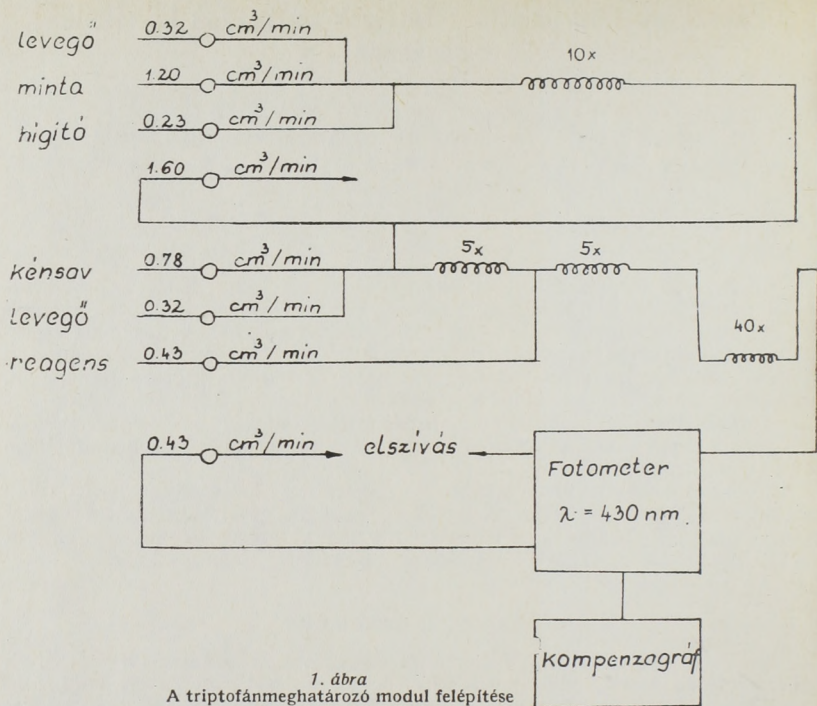 levegő 0.32 cm³/min
10x
minta 1.20 cm³/min
hígító 0.23 cm³/min
1.60 cm³/min
5x 5x
kénsav 0.78 cm³/min
levegő 0.32 cm³/min
40x
reagens 0.43 cm³/min
0.43 cm³/min elszívás
Fotometer
λ = 430 nm
Kompenzográf
1. ábra
A triptofánmeghatározó modul felépítése